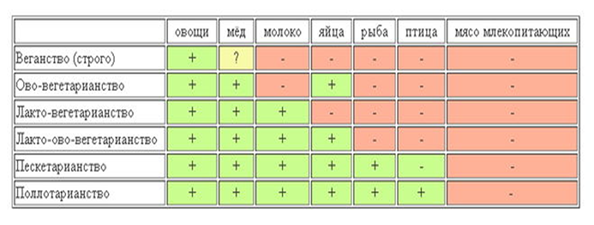 овощи мёд молоко яйца рыба птица мясо млекопитающих
Веганство (строго) + ? - - - - -
Ово-вегетарианство + + - + - - -
Лакто-вегетарианство + + + - - - -
Лакто-ово-вегетарианство + + + + - - -
Пескетарианство + + + + + - -
Поллотарианство + + + + + + -